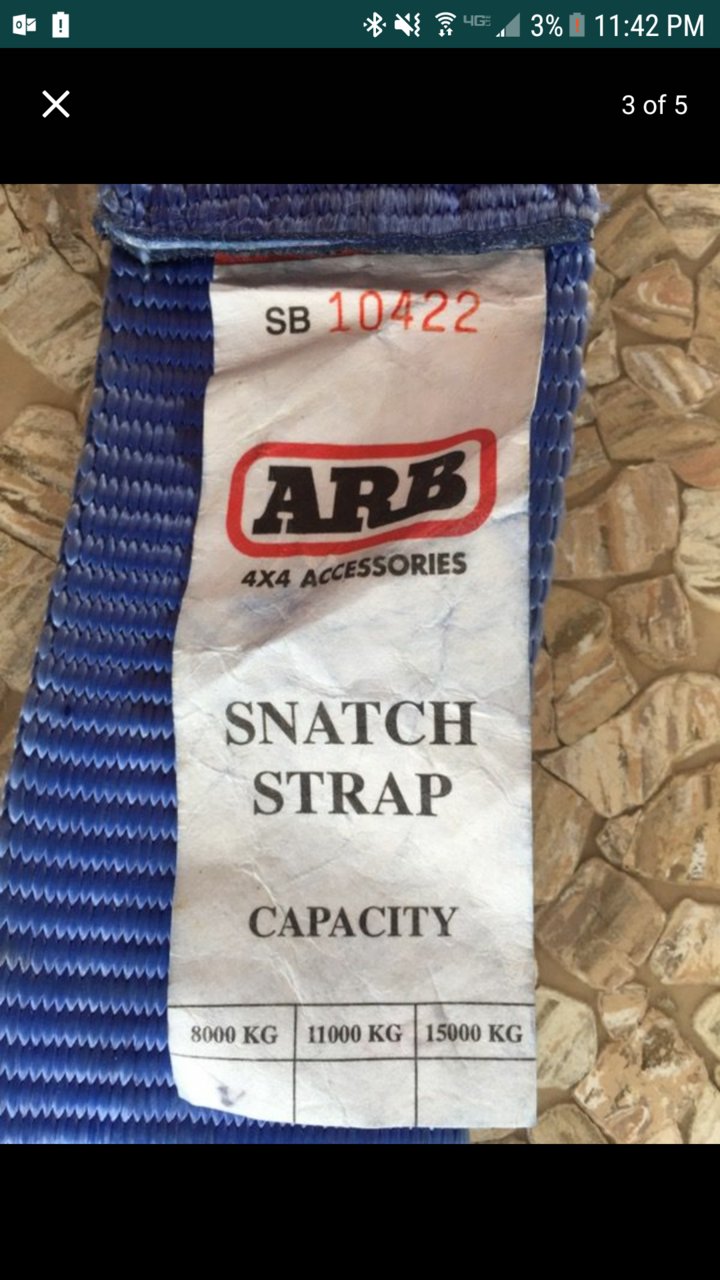 4G
3% 11:42 PM
3 of 5
SB 10422
ARB
4X4 ACCESSORIES
SNATCH
STRAP
CAPACITY
8000 KG 11000 KG 15000 KG